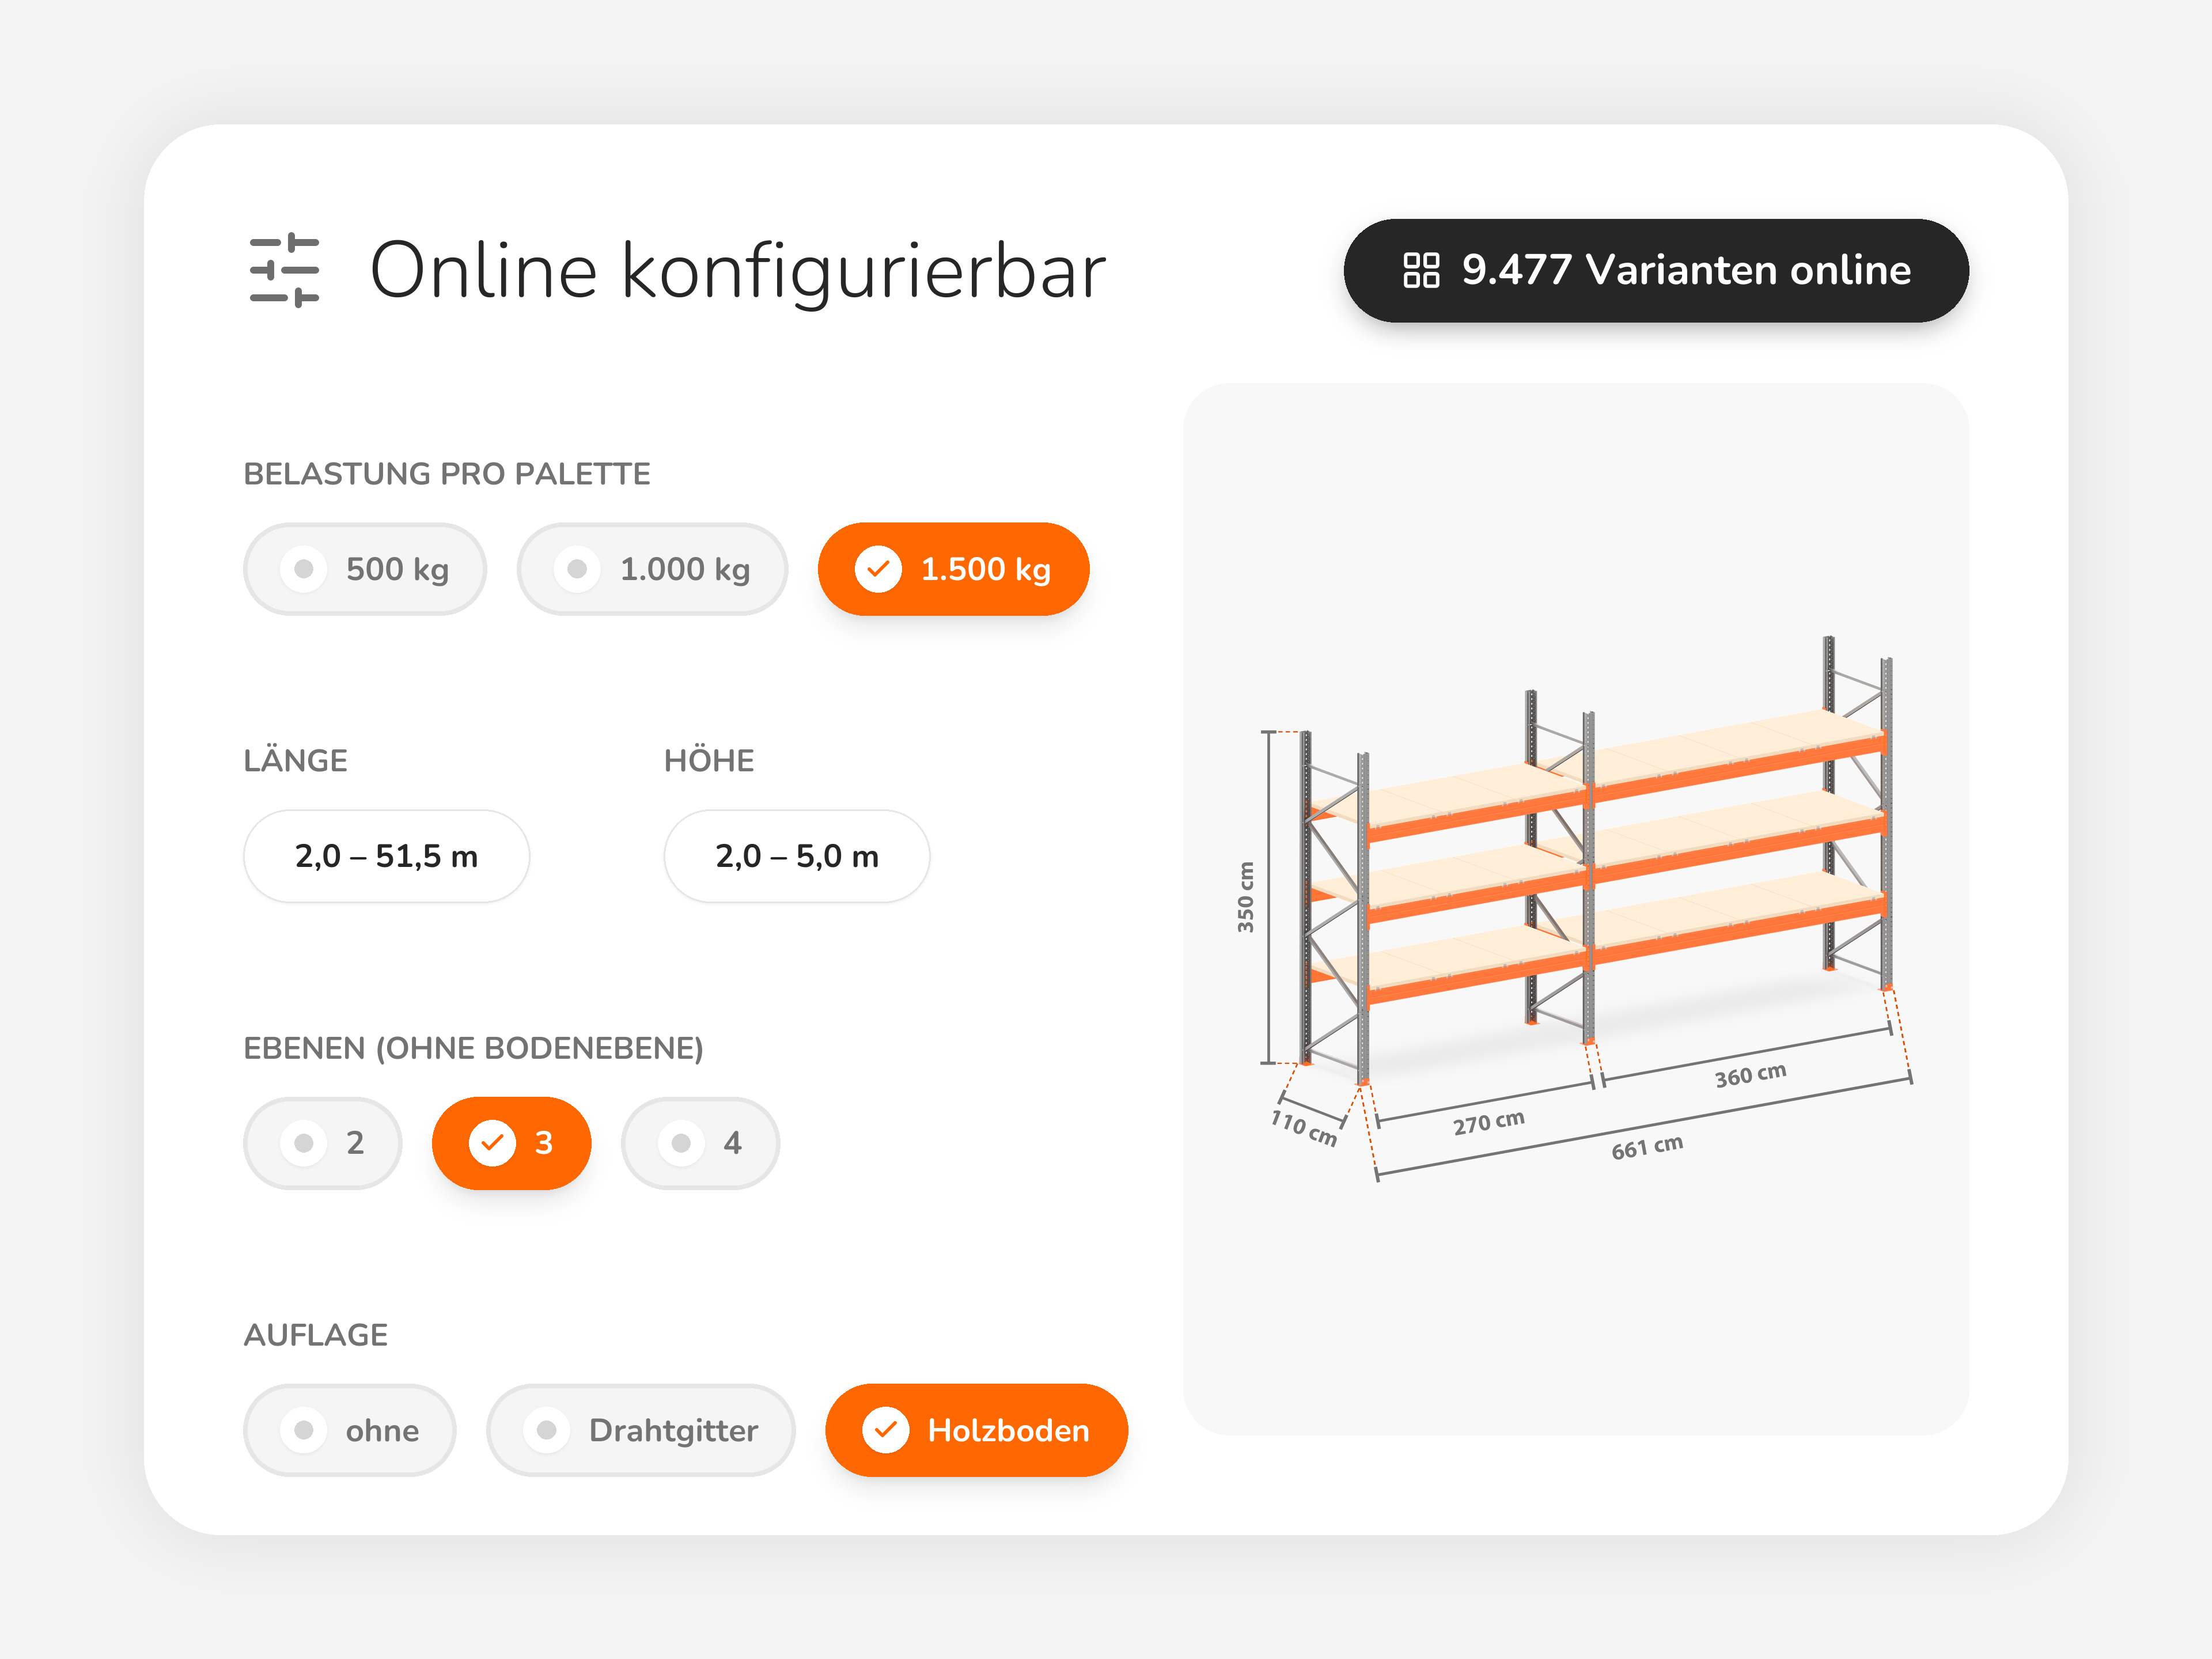 Online konfigurierbar
9.477 Varianten online
BELASTUNG PRO PALETTE
500 kg
1.000 kg
1.500 kg
LÄNGE
HÖHE
2,0 – 51,5 m
2,0 – 5,0 m
EBENEN (OHNE BODENEBENE)
2
3
4
AUFLAGE
ohne
Drahtgitter
Holzboden
350 cm
110 cm
270 cm
360 cm
661 cm